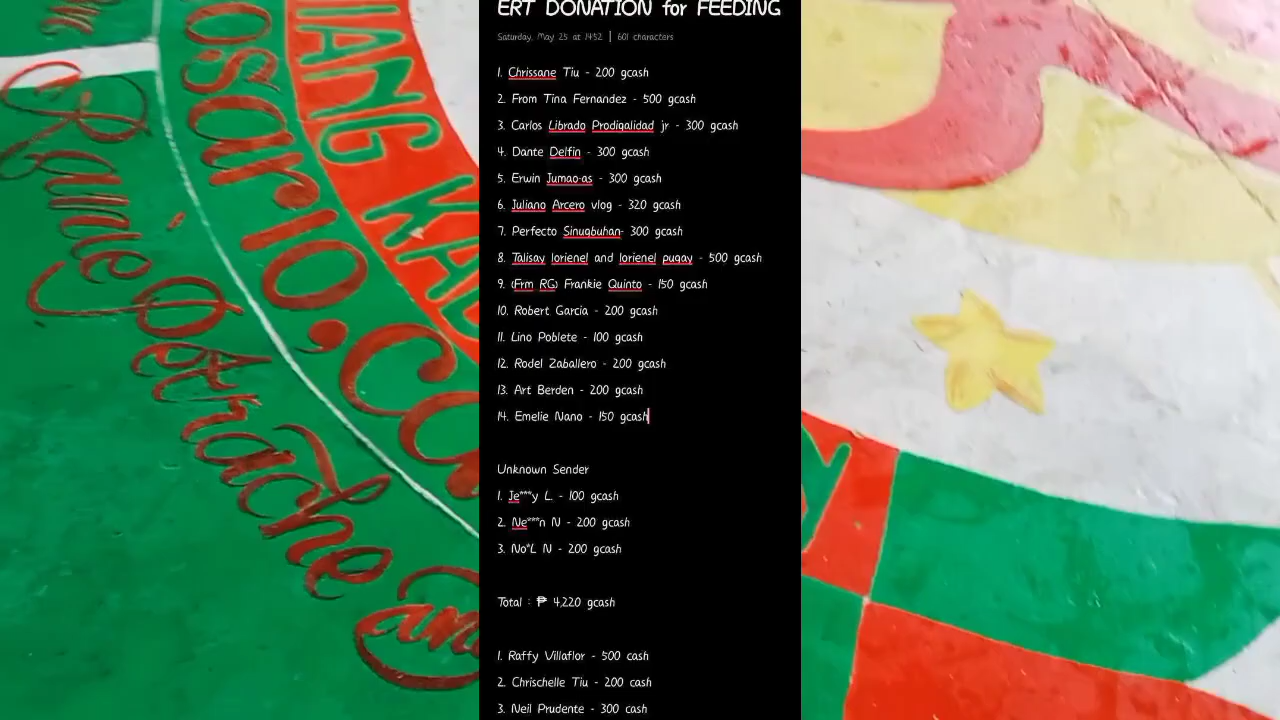 ERT DONATION for FEEDING
Saturday, May 25 at 14:52 | 601 characters
1. Chrissane Tiu - 200 gcash
2. From Tina Fernandez - 500 gcash
3. Carlos Librado Prodigalidad jr - 300 gcash
4. Dante Delfin - 300 gcash
5. Erwin Jumao-as - 300 gcash
6. Juliano Arcero vlog - 320 gcash
7. Perfecto Sinugbuhan- 300 gcash
8. Talisay lorienel and lorienel pugay - 500 gcash
9. (Frm RG) Frankie Quinto - 150 gcash
10. Robert Garcia - 200 gcash
11. Lino Poblete - 100 gcash
12. Rodel Zaballero - 200 gcash
13. Art Berden - 200 gcash
14. Emelie Nano - 150 gcash
Unknown Sender
1. Je***y L. - 100 gcash
2. Ne***n N - 200 gcash
3. No*L N - 200 gcash
Total : ₱ 4,220 gcash
1. Raffy Villaflor - 500 cash
2. Chrischelle Tiu - 200 cash
3. Neil Prudente - 300 cash
osario, Ca